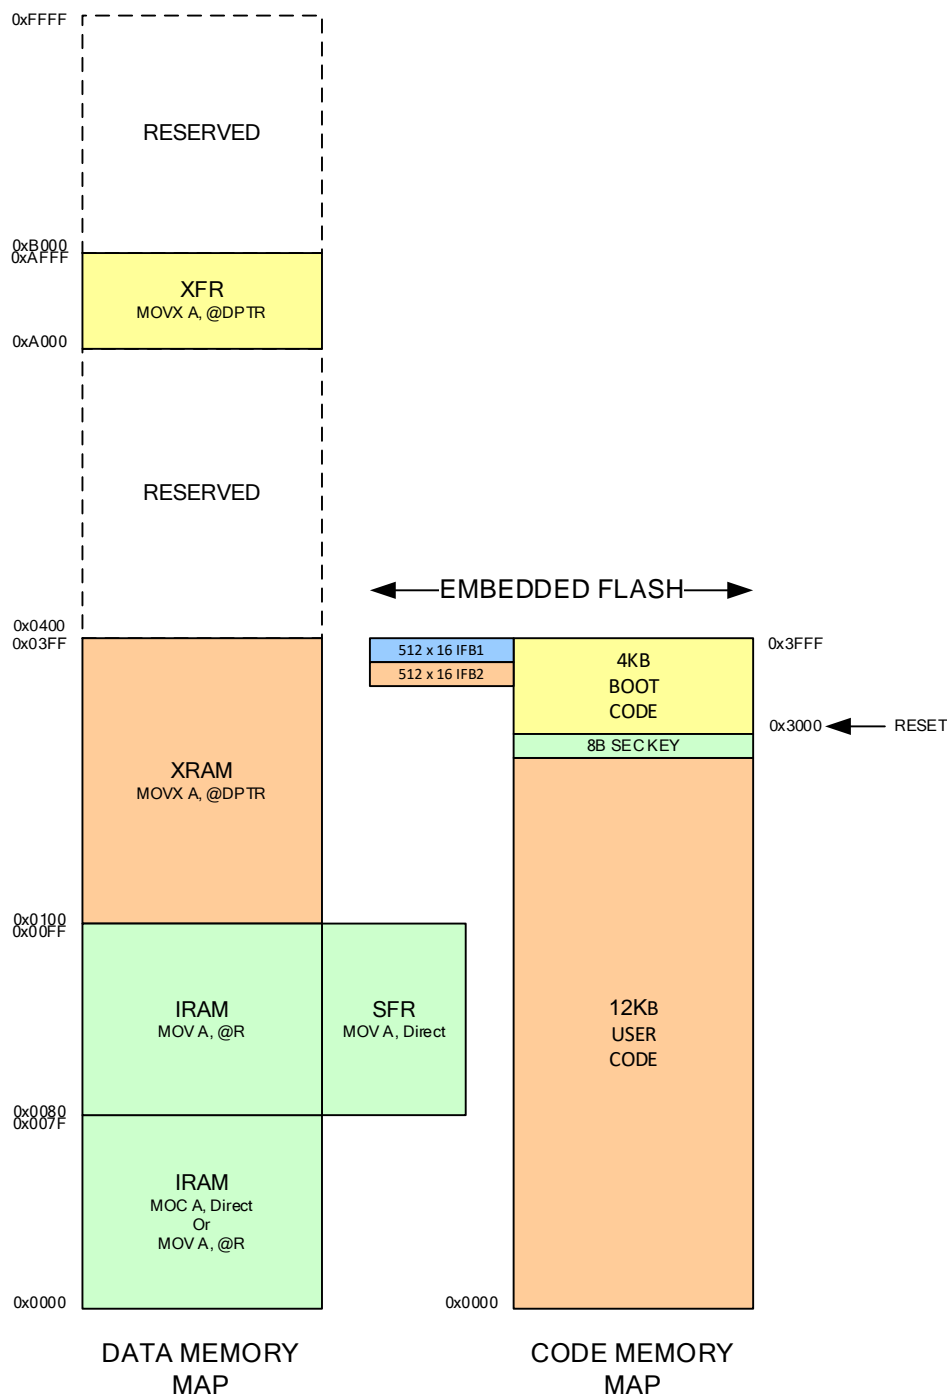 0xFFFF
RESERVED
0xB000
0xAFFF
XFR
MOVX A, @DPTR
0xA000
RESERVED
EMBEDDED FLASH
0x0400
0x03FF
512 x 16 IFB1
512 x 16 IFB2
4KB
BOOT
CODE
0x3FFF
0x3000
RESET
8B SEC KEY
XRAM
MOVX A, @DPTR
0x0100
0x00FF
IRAM
MOV A, @R
SFR
MOV A, Direct
12KB
USER
CODE
0x0080
0x007F
IRAM
MOC A, Direct
Or
MOV A, @R
0x0000
0x0000
DATA MEMORY
MAP
CODE MEMORY
MAP